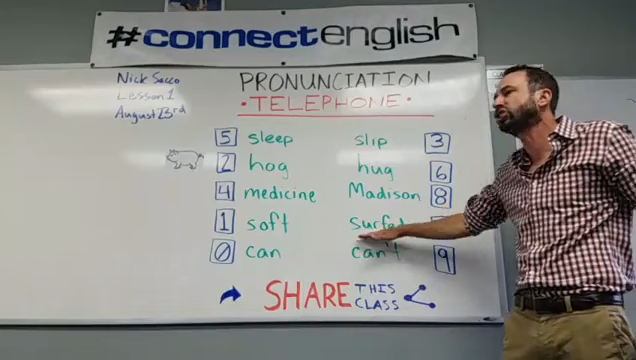 #connectenglish
Nick Sacco
Lesson 1
August 23rd
PRONUNCIATION
• TELEPHONE •
5 sleep slip 3
2 hog hug 6
4 medicine Madison 8
1 soft surfed
0 can can't 9
SHARE THIS
CLASS